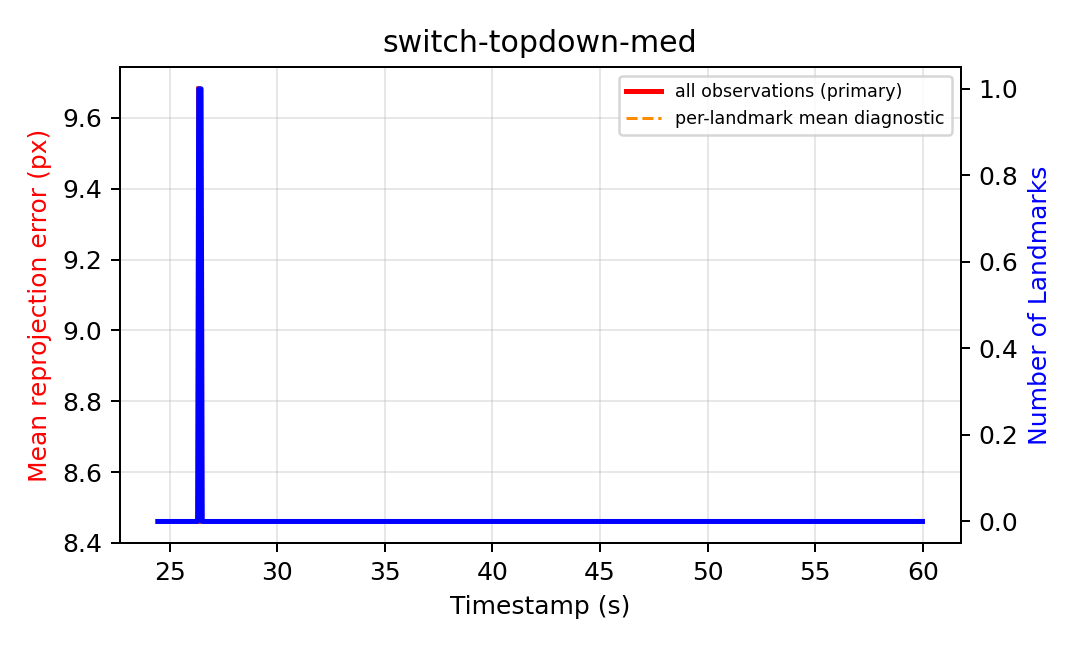 switch-topdown-med
all observations (primary)
per-landmark mean diagnostic
Mean reprojection error (px)
9.6
9.4
9.2
9.0
8.8
8.6
8.4
1.0
0.8
0.6
0.4
0.2
0.0
Number of Landmarks
25 30 35 40 45 50 55 60
Timestamp (s)